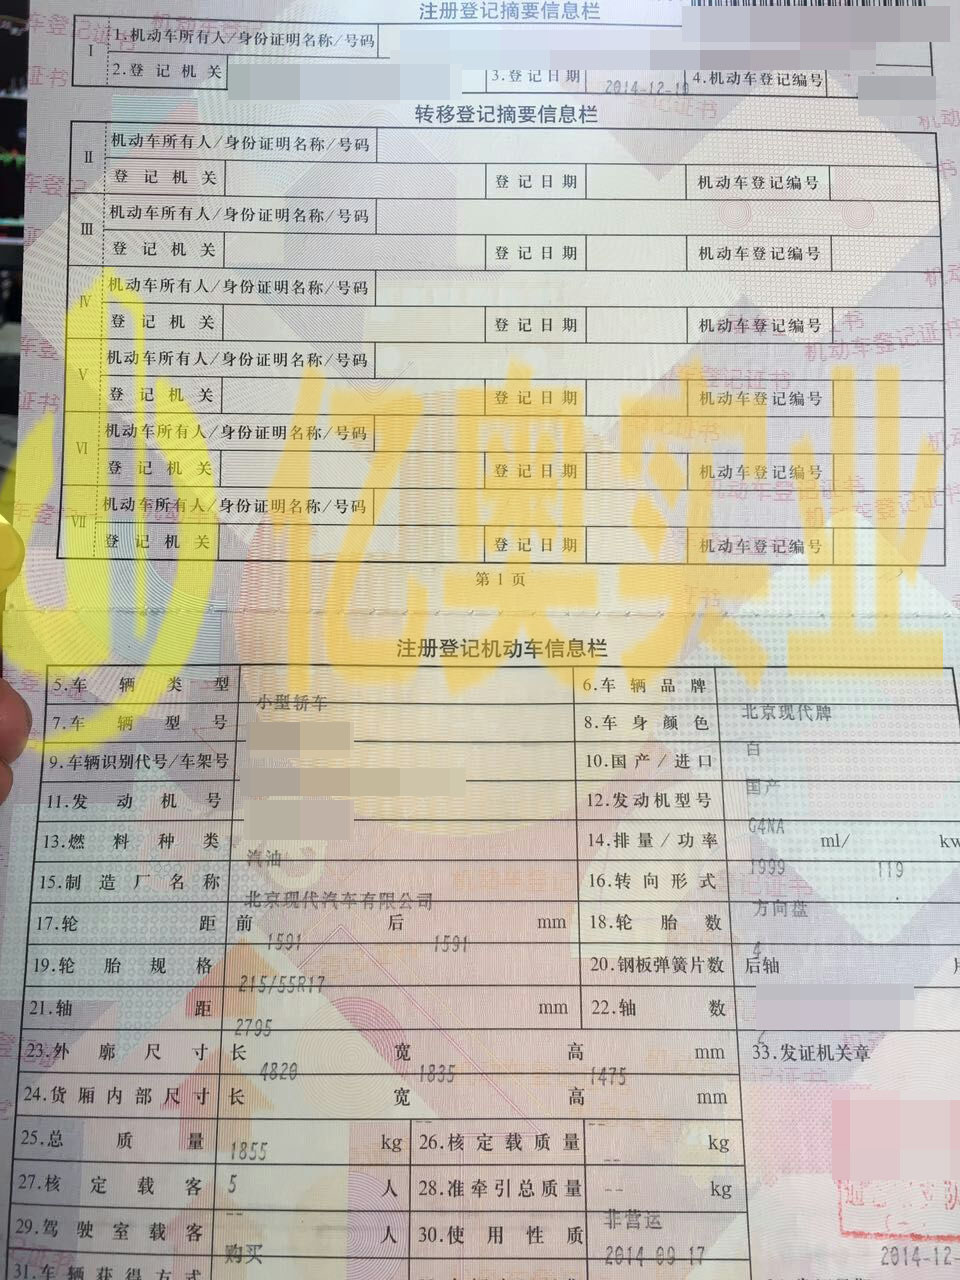 注册登记摘要信息栏
I 1.机动车所有人/身份证明名称/号码
2.登记机关 3.登记日期 2014-12-1 4.机动车登记编号
转移登记摘要信息栏
II 机动车所有人/身份证明名称/号码
登记机关 登记日期 机动车登记编号
III 机动车所有人/身份证明名称/号码
登记机关 登记日期 机动车登记编号
IV 机动车所有人/身份证明名称/号码
登记机关 登记日期 机动车登记编号
V 机动车所有人/身份证明名称/号码
登记机关 登记日期 机动车登记编号
VI 机动车所有人/身份证明名称/号码
登记机关 登记日期 机动车登记编号
VII 机动车所有人/身份证明名称/号码
登记机关 登记日期 机动车登记编号
亿奥实业
第1页
注册登记机动车信息栏
5.车辆类型 小型轿车 6.车辆品牌 北京现代牌
7.车辆型号 8.车身颜色 白
9.车辆识别代号/车架号 10.国产/进口 国产
11.发动机号 12.发动机型号 G4NA
13.燃料种类 汽油 14.排量/功率 1999 ml/ 119 kw
15.制造厂名称 北京现代汽车有限公司 16.转向形式 方向盘
17.轮距 前 1591 后 1591 mm 18.轮胎数 4
19.轮胎规格 215/55R17 20.钢板弹簧片数 后轴
21.轴距 2795 mm 22.轴数 2
23.外廓尺寸 长 4820 宽 1835 高 1475 mm 33.发证机关章
24.货厢内部尺寸 长 宽 -- 高 -- mm
25.总质量 1855 kg 26.核定载质量 -- kg
27.核定载客 5 人 28.准牵引总质量 -- kg
29.驾驶室载客 -- 人 30.使用性质 非营运
31.车辆获得方式 购买 2014 09 17 2014-12-